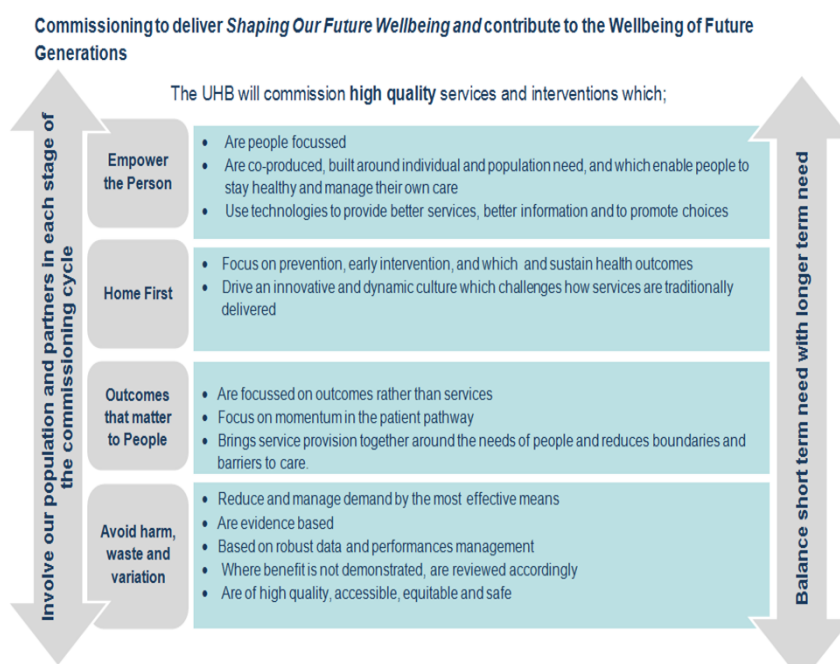 Commissioning to deliver Shaping Our Future Wellbeing and contribute to the Wellbeing of Future
Generations
The UHB will commission high quality services and interventions which;
Involve our population and partners in each stage of
the commissioning cycle
Empower
the Person
• Are people focussed
• Are co-produced, built around individual and population need, and which enable people to
stay healthy and manage their own care
• Use technologies to provide better services, better information and to promote choices
Home First
• Focus on prevention, early intervention, and which and sustain health outcomes
• Drive an innovative and dynamic culture which challenges how services are traditionally
delivered
Outcomes
that matter
to People
• Are focussed on outcomes rather than services
• Focus on momentum in the patient pathway
• Brings service provision together around the needs of people and reduces boundaries and
barriers to care.
Avoid harm,
waste and
variation
• Reduce and manage demand by the most effective means
• Are evidence based
• Based on robust data and performances management
• Where benefit is not demonstrated, are reviewed accordingly
• Are of high quality, accessible, equitable and safe
Balance short term need with longer term need